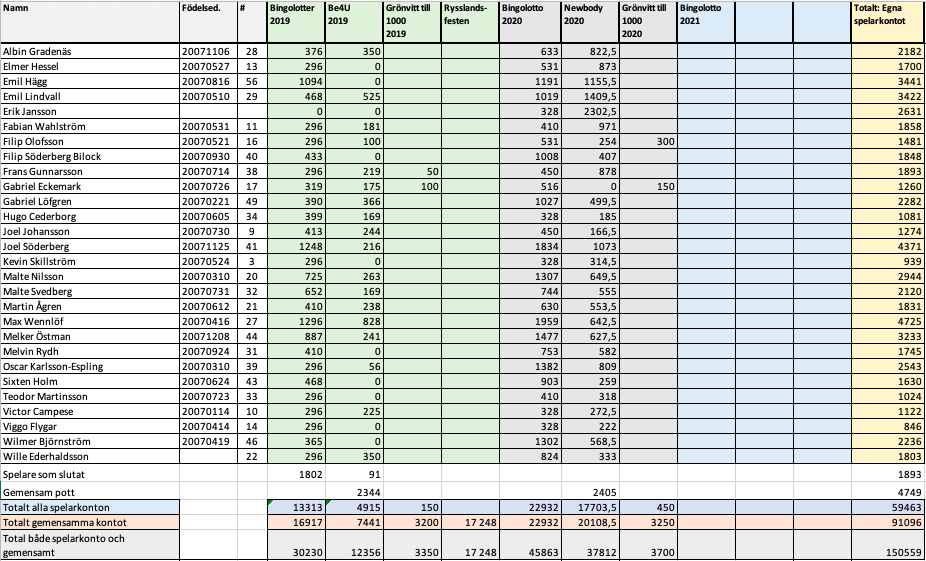 Namn Födelsed. # Bingolotter 2019 Be4U 2019 Grönvitt till 1000 2019 Rysslands-festen Bingolotto 2020 Newbody 2020 Grönvitt till 1000 2020 Bingolotto 2021 Totalt: Egna spelarkontot
Albin Gradenäs 20071106 28 376 350 633 822,5 2182
Elmer Hessel 20070527 13 296 0 531 873 1700
Emil Hägg 20070816 56 1094 0 1191 1155,5 3441
Emil Lindvall 20070510 29 468 525 1019 1409,5 3422
Erik Jansson 0 0 328 2302,5 2631
Fabian Wahlström 20070531 11 296 181 410 971 1858
Filip Olofsson 20070521 16 296 100 531 254 300 1481
Filip Söderberg Bilock 20070930 40 433 0 1008 407 1848
Frans Gunnarsson 20070714 38 296 219 50 450 878 1893
Gabriel Eckemark 20070726 17 319 175 100 516 0 150 1260
Gabriel Löfgren 20070221 49 390 366 1027 499,5 2282
Hugo Cederborg 20070605 34 399 169 328 185 1081
Joel Johansson 20070730 9 413 244 450 166,5 1274
Joel Söderberg 20071125 41 1248 216 1834 1073 4371
Kevin Skillström 20070524 3 296 0 328 314,5 939
Malte Nilsson 20070310 20 725 263 1307 649,5 2944
Malte Svedberg 20070731 32 652 169 744 555 2120
Martin Ågren 20070612 21 410 238 630 553,5 1831
Max Wennlöf 20070416 27 1296 828 1959 642,5 4725
Melker Östman 20071208 44 887 241 1477 627,5 3233
Melvin Rydh 20070924 31 410 0 753 582 1745
Oscar Karlsson-Espling 20070310 39 296 56 1382 809 2543
Sixten Holm 20070624 43 468 0 903 259 1630
Teodor Martinsson 20070723 33 296 0 410 318 1024
Victor Campese 20070114 10 296 225 328 272,5 1122
Viggo Flygar 20070414 14 296 0 328 222 846
Wilmer Björnström 20070419 46 365 0 1302 568,5 2236
Wille Ederhaldsson 22 296 350 824 333 1803
Spelare som slutat 1802 91 1893
Gemensam pott 2344 2405 4749
Totalt alla spelarkonton 13313 4915 150 22932 17703,5 450 59463
Totalt gemensamma kontot 16917 7441 3200 17 248 22932 20108,5 3250 91096
Total både spelarkonto och gemensamt 30230 12356 3350 17 248 45863 37812 3700 150559